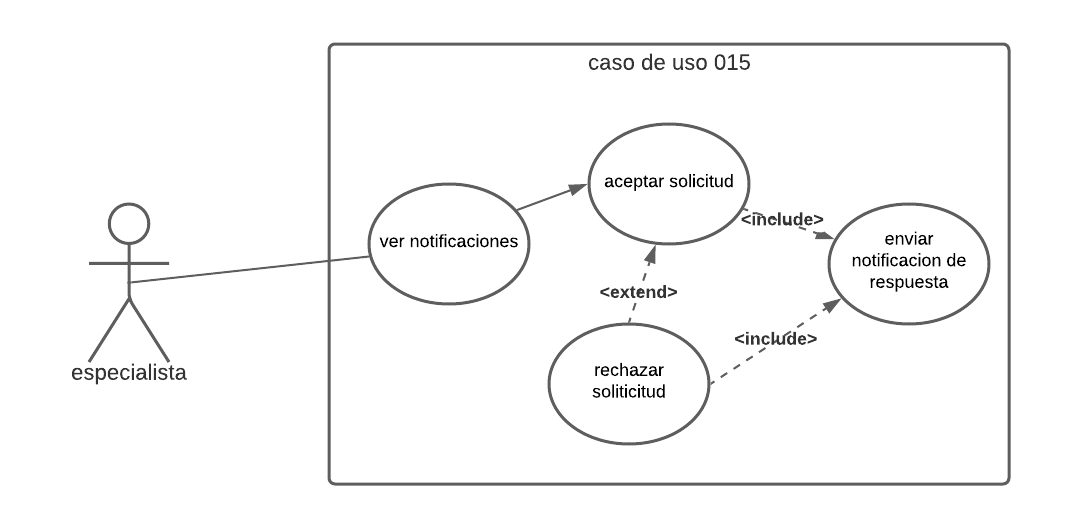 caso de uso 015
aceptar solicitud
<include>
ver notificaciones
enviar
notificacion de
respuesta
<extend>
<include>
rechazar
soliticitud
especialista